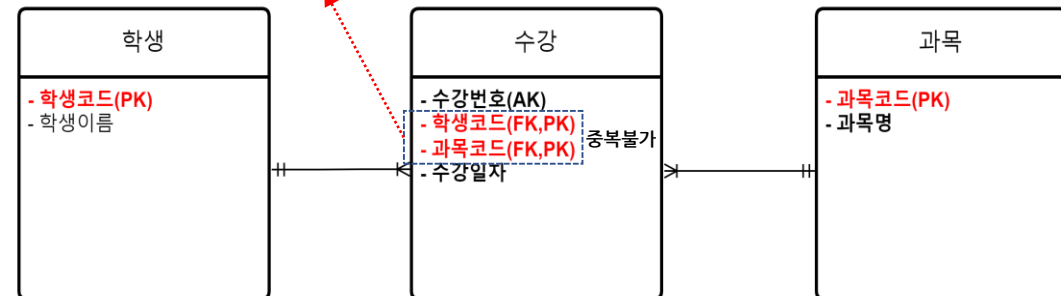 학생
- 학생코드(PK)
- 학생이름
수강
- 수강번호(AK)
- 학생코드(FK,PK)
- 과목코드(FK,PK)
중복불가
- 수강일자
과목
- 과목코드(PK)
- 과목명